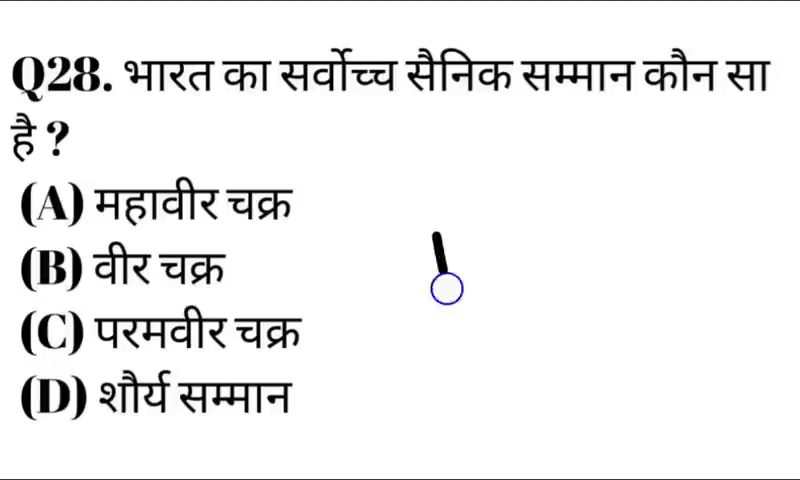 Q28. भारत का सर्वोच्च सैनिक सम्मान कौन सा
है ?
(A) महावीर चक्र
(B) वीर चक्र
(C) परमवीर चक्र
(D) शौर्य सम्मान